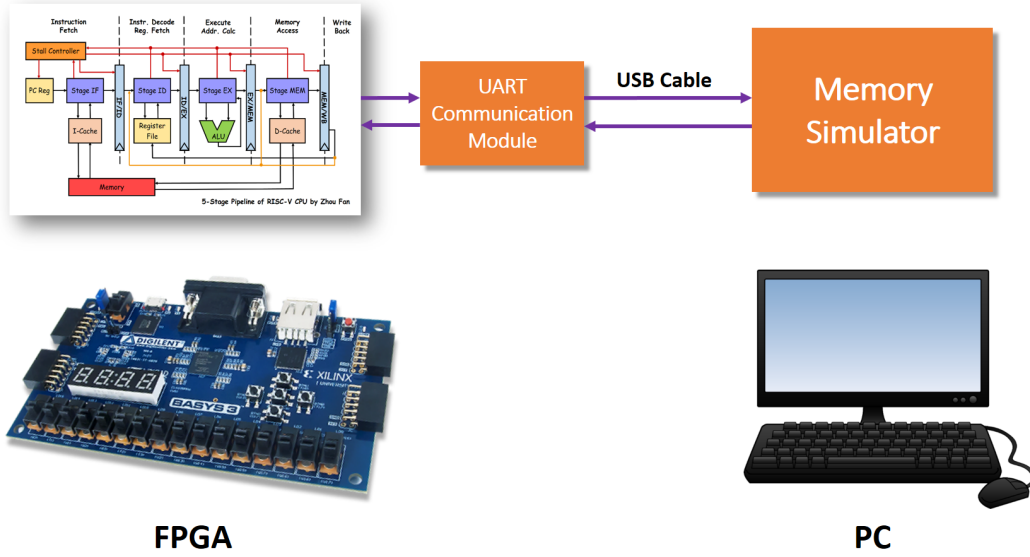 Instruction
Fetch
Instr. Decode
Reg. Fetch
Execute
Addr. Calc
Memory
Access
Write
Back
Stall Controller
PC Reg
Stage IF
IF/ID
Stage ID
ID/EX
Stage EX
EX/MEM
Stage MEM
MEM/WB
I-Cache
Register
File
ALU
D-Cache
Memory
5-Stage Pipeline of RISC-V CPU by Zhou Fan
UART
Communication
Module
USB Cable
Memory
Simulator
DIGILENT
XILINX
BASYS 3
FPGA
PC